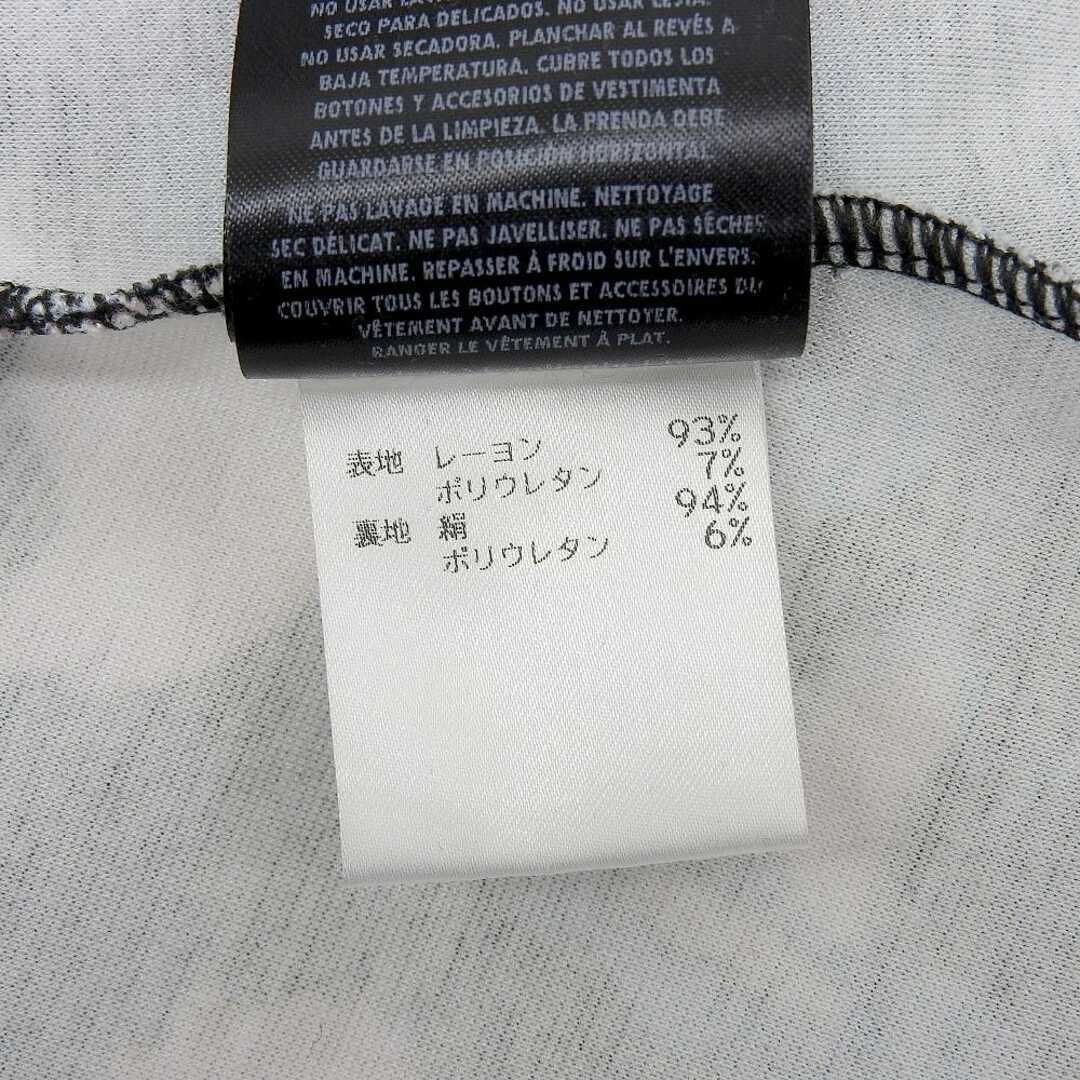 NO USAR
SECO PARA DELICADOS. NO USAR LEJÍA.
NO USAR SECADORA. PLANCHAR AL REVÉS A
BAJA TEMPERATURA. CUBRE TODOS LOS
BOTONES Y ACCESORIOS DE VESTIMENTA
ANTES DE LA LIMPIEZA. LA PRENDA DEBE
GUARDARSE EN POSICIÓN HORIZONTAL
NE PAS LAVAGE EN MACHINE. NETTOYAGE
SEC DÉLICAT. NE PAS JAVELLISER. NE PAS SÉCHER
EN MACHINE. REPASSER À FROID SUR L'ENVERS.
COUVRIR TOUS LES BOUTONS ET ACCESSOIRES DU
VÊTEMENT AVANT DE NETTOYER.
RANGER LE VÊTEMENT À PLAT.
表地 レーヨン 93%
ポリウレタン 7%
裏地 絹 94%
ポリウレタン 6%